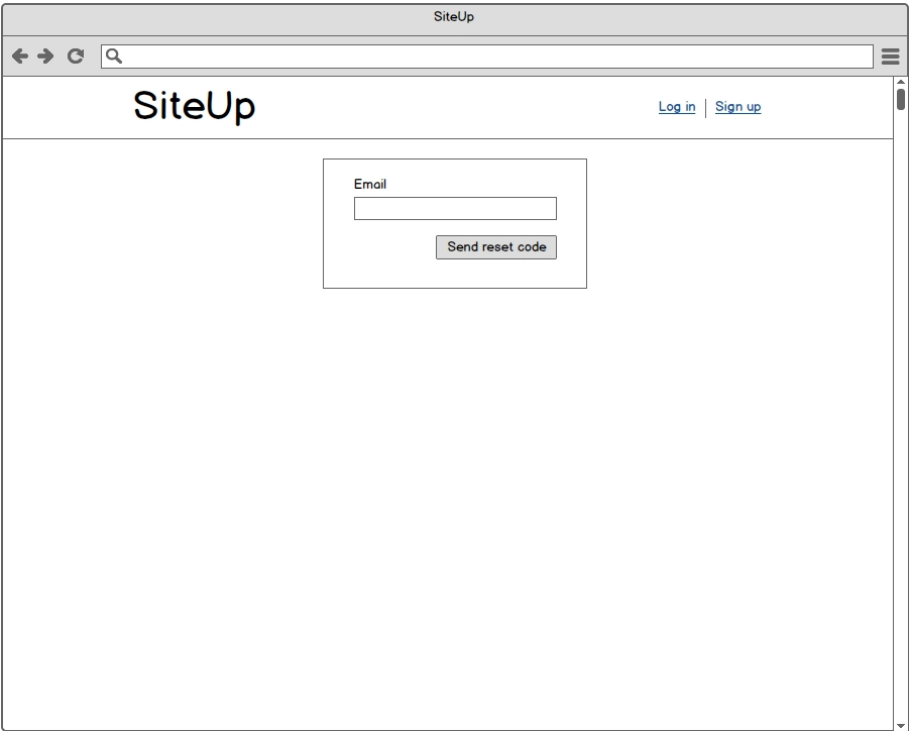 SiteUp
SiteUp
Log in | Sign up
Email
Send reset code